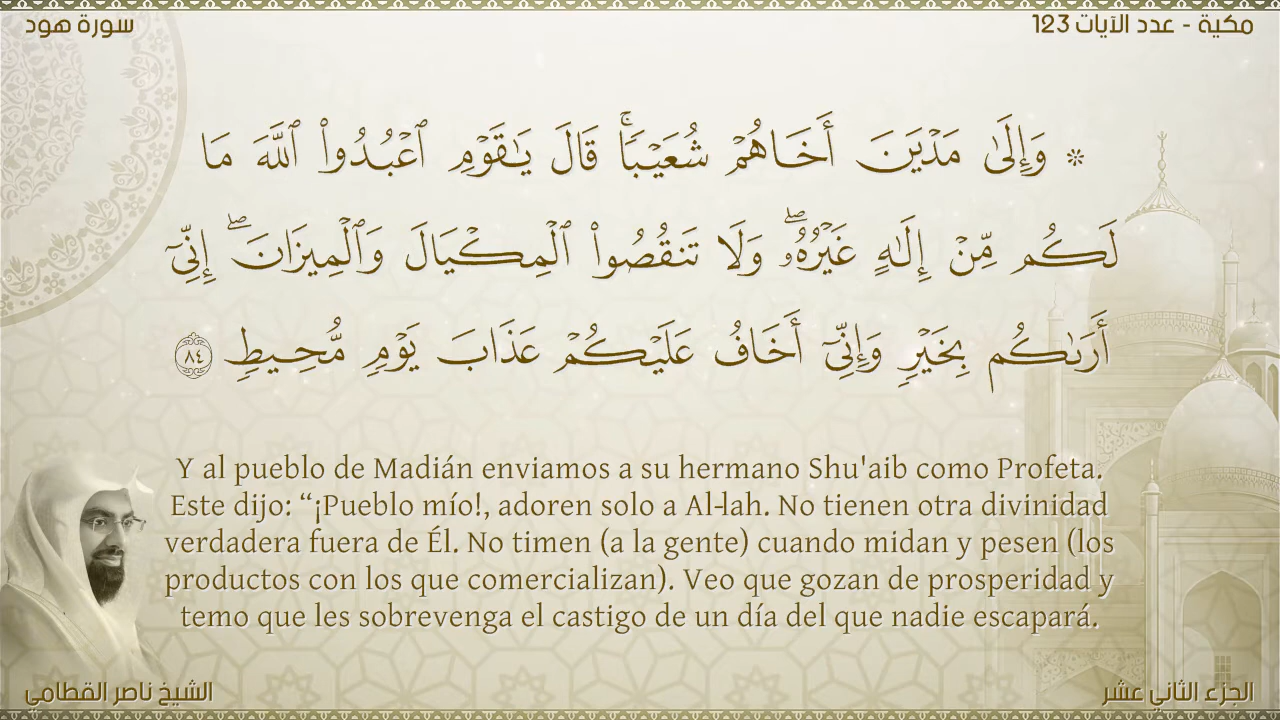 مكية - عدد الآيات 123
سورة هود
۞ وَإِلَىٰ مَدْيَنَ أَخَاهُمْ شُعَيْبًاۚ قَالَ يَٰقَوْمِ ٱعْبُدُوا۟ ٱللَّهَ مَا
لَكُم مِّنْ إِلَٰهٍ غَيْرُهُۥۖ وَلَا تَنقُصُوا۟ ٱلْمِكْيَالَ وَٱلْمِيزَانَۖ إِنِّىٓ
أَرَىٰكُم بِخَيْرٍ وَإِنِّىٓ أَخَافُ عَلَيْكُمْ عَذَابَ يَوْمٍ مُّحِيطٍ ٨٤
Y al pueblo de Madián enviamos a su hermano Shu'aib como Profeta.
Este dijo: “¡Pueblo mío!, adoren solo a Al-lah. No tienen otra divinidad
verdadera fuera de Él. No timen (a la gente) cuando midan y pesen (los
productos con los que comercializan). Veo que gozan de prosperidad y
temo que les sobrevenga el castigo de un día del que nadie escapará.
الجزء الثاني عشر
الشيخ ناصر القطامي